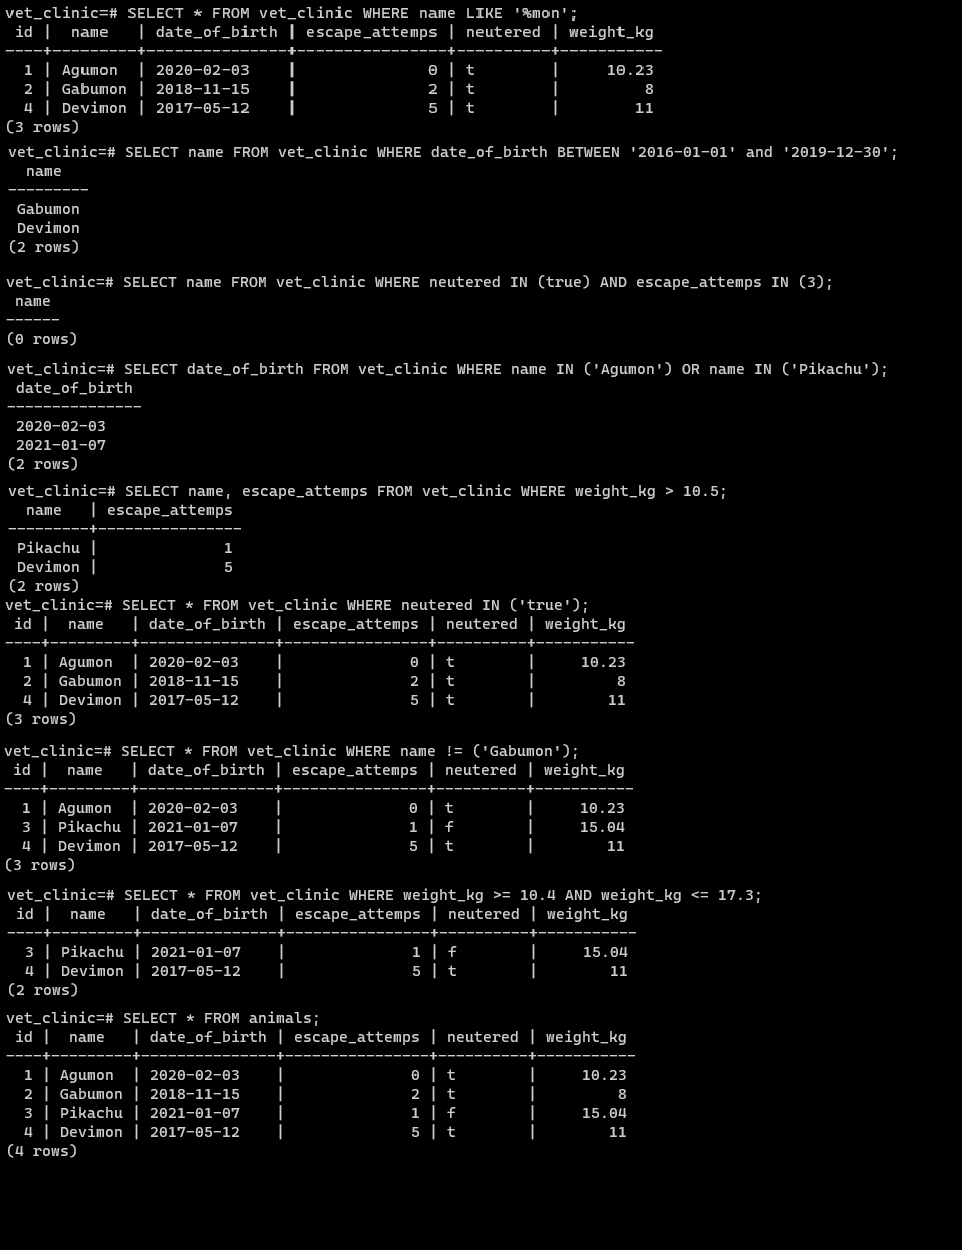 vet_clinic=# SELECT * FROM vet_clinic WHERE name LIKE '%mon';
 id |  name   | date_of_birth | escape_attemps | neutered | weight_kg
----+---------+---------------+----------------+----------+-----------
  1 | Agumon  | 2020-02-03    |              0 | t        |     10.23
  2 | Gabumon | 2018-11-15    |              2 | t        |         8
  4 | Devimon | 2017-05-12    |              5 | t        |        11
(3 rows)
vet_clinic=# SELECT name FROM vet_clinic WHERE date_of_birth BETWEEN '2016-01-01' and '2019-12-30';
  name
---------
 Gabumon
 Devimon
(2 rows)
vet_clinic=# SELECT name FROM vet_clinic WHERE neutered IN (true) AND escape_attemps IN (3);
 name
------
(0 rows)
vet_clinic=# SELECT date_of_birth FROM vet_clinic WHERE name IN ('Agumon') OR name IN ('Pikachu');
 date_of_birth
---------------
 2020-02-03
 2021-01-07
(2 rows)
vet_clinic=# SELECT name, escape_attemps FROM vet_clinic WHERE weight_kg > 10.5;
  name   | escape_attemps
---------+----------------
 Pikachu |              1
 Devimon |              5
(2 rows)
vet_clinic=# SELECT * FROM vet_clinic WHERE neutered IN ('true');
 id |  name   | date_of_birth | escape_attemps | neutered | weight_kg
----+---------+---------------+----------------+----------+-----------
  1 | Agumon  | 2020-02-03    |              0 | t        |     10.23
  2 | Gabumon | 2018-11-15    |              2 | t        |         8
  4 | Devimon | 2017-05-12    |              5 | t        |        11
(3 rows)
vet_clinic=# SELECT * FROM vet_clinic WHERE name != ('Gabumon');
 id |  name   | date_of_birth | escape_attemps | neutered | weight_kg
----+---------+---------------+----------------+----------+-----------
  1 | Agumon  | 2020-02-03    |              0 | t        |     10.23
  3 | Pikachu | 2021-01-07    |              1 | f        |     15.04
  4 | Devimon | 2017-05-12    |              5 | t        |        11
(3 rows)
vet_clinic=# SELECT * FROM vet_clinic WHERE weight_kg >= 10.4 AND weight_kg <= 17.3;
 id |  name   | date_of_birth | escape_attemps | neutered | weight_kg
----+---------+---------------+----------------+----------+-----------
  3 | Pikachu | 2021-01-07    |              1 | f        |     15.04
  4 | Devimon | 2017-05-12    |              5 | t        |        11
(2 rows)
vet_clinic=# SELECT * FROM animals;
 id |  name   | date_of_birth | escape_attemps | neutered | weight_kg
----+---------+---------------+----------------+----------+-----------
  1 | Agumon  | 2020-02-03    |              0 | t        |     10.23
  2 | Gabumon | 2018-11-15    |              2 | t        |         8
  3 | Pikachu | 2021-01-07    |              1 | f        |     15.04
  4 | Devimon | 2017-05-12    |              5 | t        |        11
(4 rows)